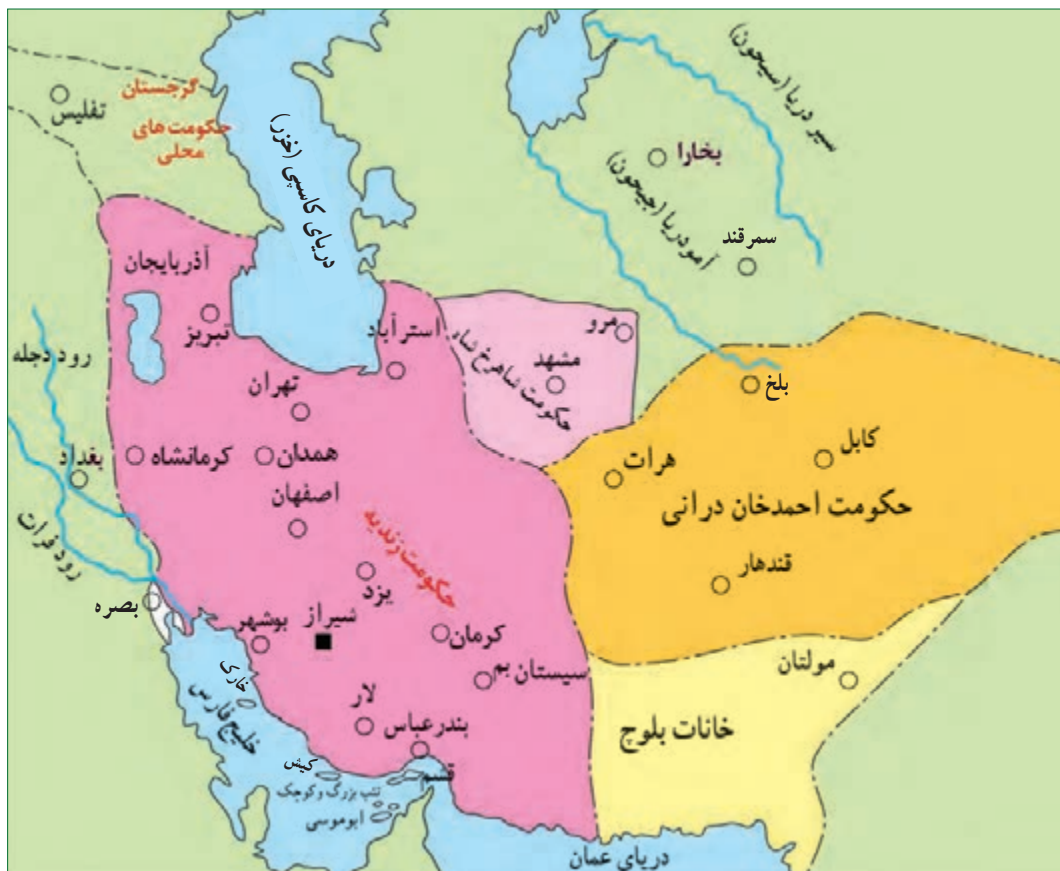 سیر دریا (سیحون)
گرجستان
تفلیس
حکومت های
محلی
دریای کاسپی (خزر)
بخارا
آمودریا (جیحون)
سمرقند
آذربایجان
تبریز
استرآباد
مرو
مشهد
حکومت شاهرخ شاه
رود دجله
تهران
بلخ
بغداد
کرمانشاه
همدان
هرات
کابل
اصفهان
حکومت احمدخان درانی
رود فرات
حکومت زندیه
یزد
قندهار
بصره
بوشهر
شیراز
کرمان
سیستان بم
مولتان
خارک
خلیج فارس
لار
بندرعباس
خانات بلوچ
کیش
قشم
تنب بزرگ و کوچک
ابوموسی
دریای عمان